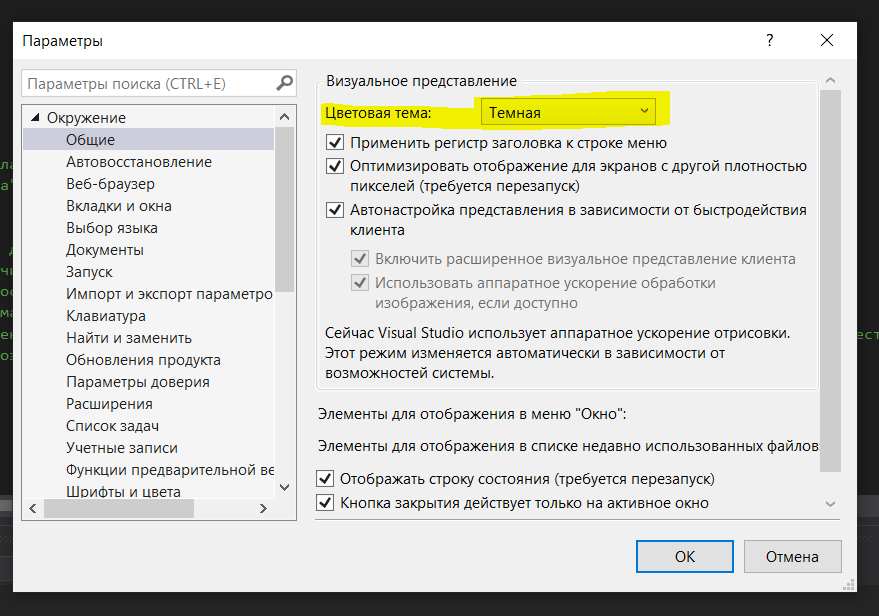 Параметры
?
Параметры поиска (CTRL+E)
Окружение
Общие
Автовосстановление
Веб-браузер
Вкладки и окна
Выбор языка
Документы
Запуск
Импорт и экспорт параметро
Клавиатура
Найти и заменить
Обновления продукта
Параметры доверия
Расширения
Список задач
Учетные записи
Функции предварительной ве
Шрифты и цвета
Визуальное представление
Цветовая тема: Темная
Применить регистр заголовка к строке меню
Оптимизировать отображение для экранов с другой плотностью
пикселей (требуется перезапуск)
Автонастройка представления в зависимости от быстродействия
клиента
Включить расширенное визуальное представление клиента
Использовать аппаратное ускорение обработки
изображения, если доступно
Сейчас Visual Studio использует аппаратное ускорение отрисовки.
Этот режим изменяется автоматически в зависимости от
возможностей системы.
Элементы для отображения в меню "Окно":
Элементы для отображения в списке недавно использованных файлов
Отображать строку состояния (требуется перезапуск)
Кнопка закрытия действует только на активное окно
ОК
Отмена